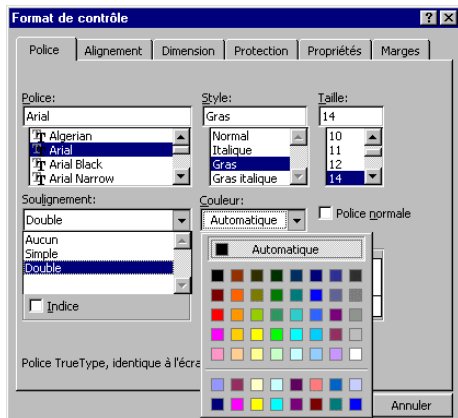 Format de contrôle
Police Alignement Dimension Protection Propriétés Marges
Police: Style: Taille:
Arial Gras 14
Algerian Normal 10
Arial Italique 11
Arial Black Gras 12
Arial Narrow Gras italique 14
Soulignement: Couleur:
Double Automatique Police normale
Aucun Automatique
Simple
Double
Indice
Police TrueType, identique à l'écra
Annuler